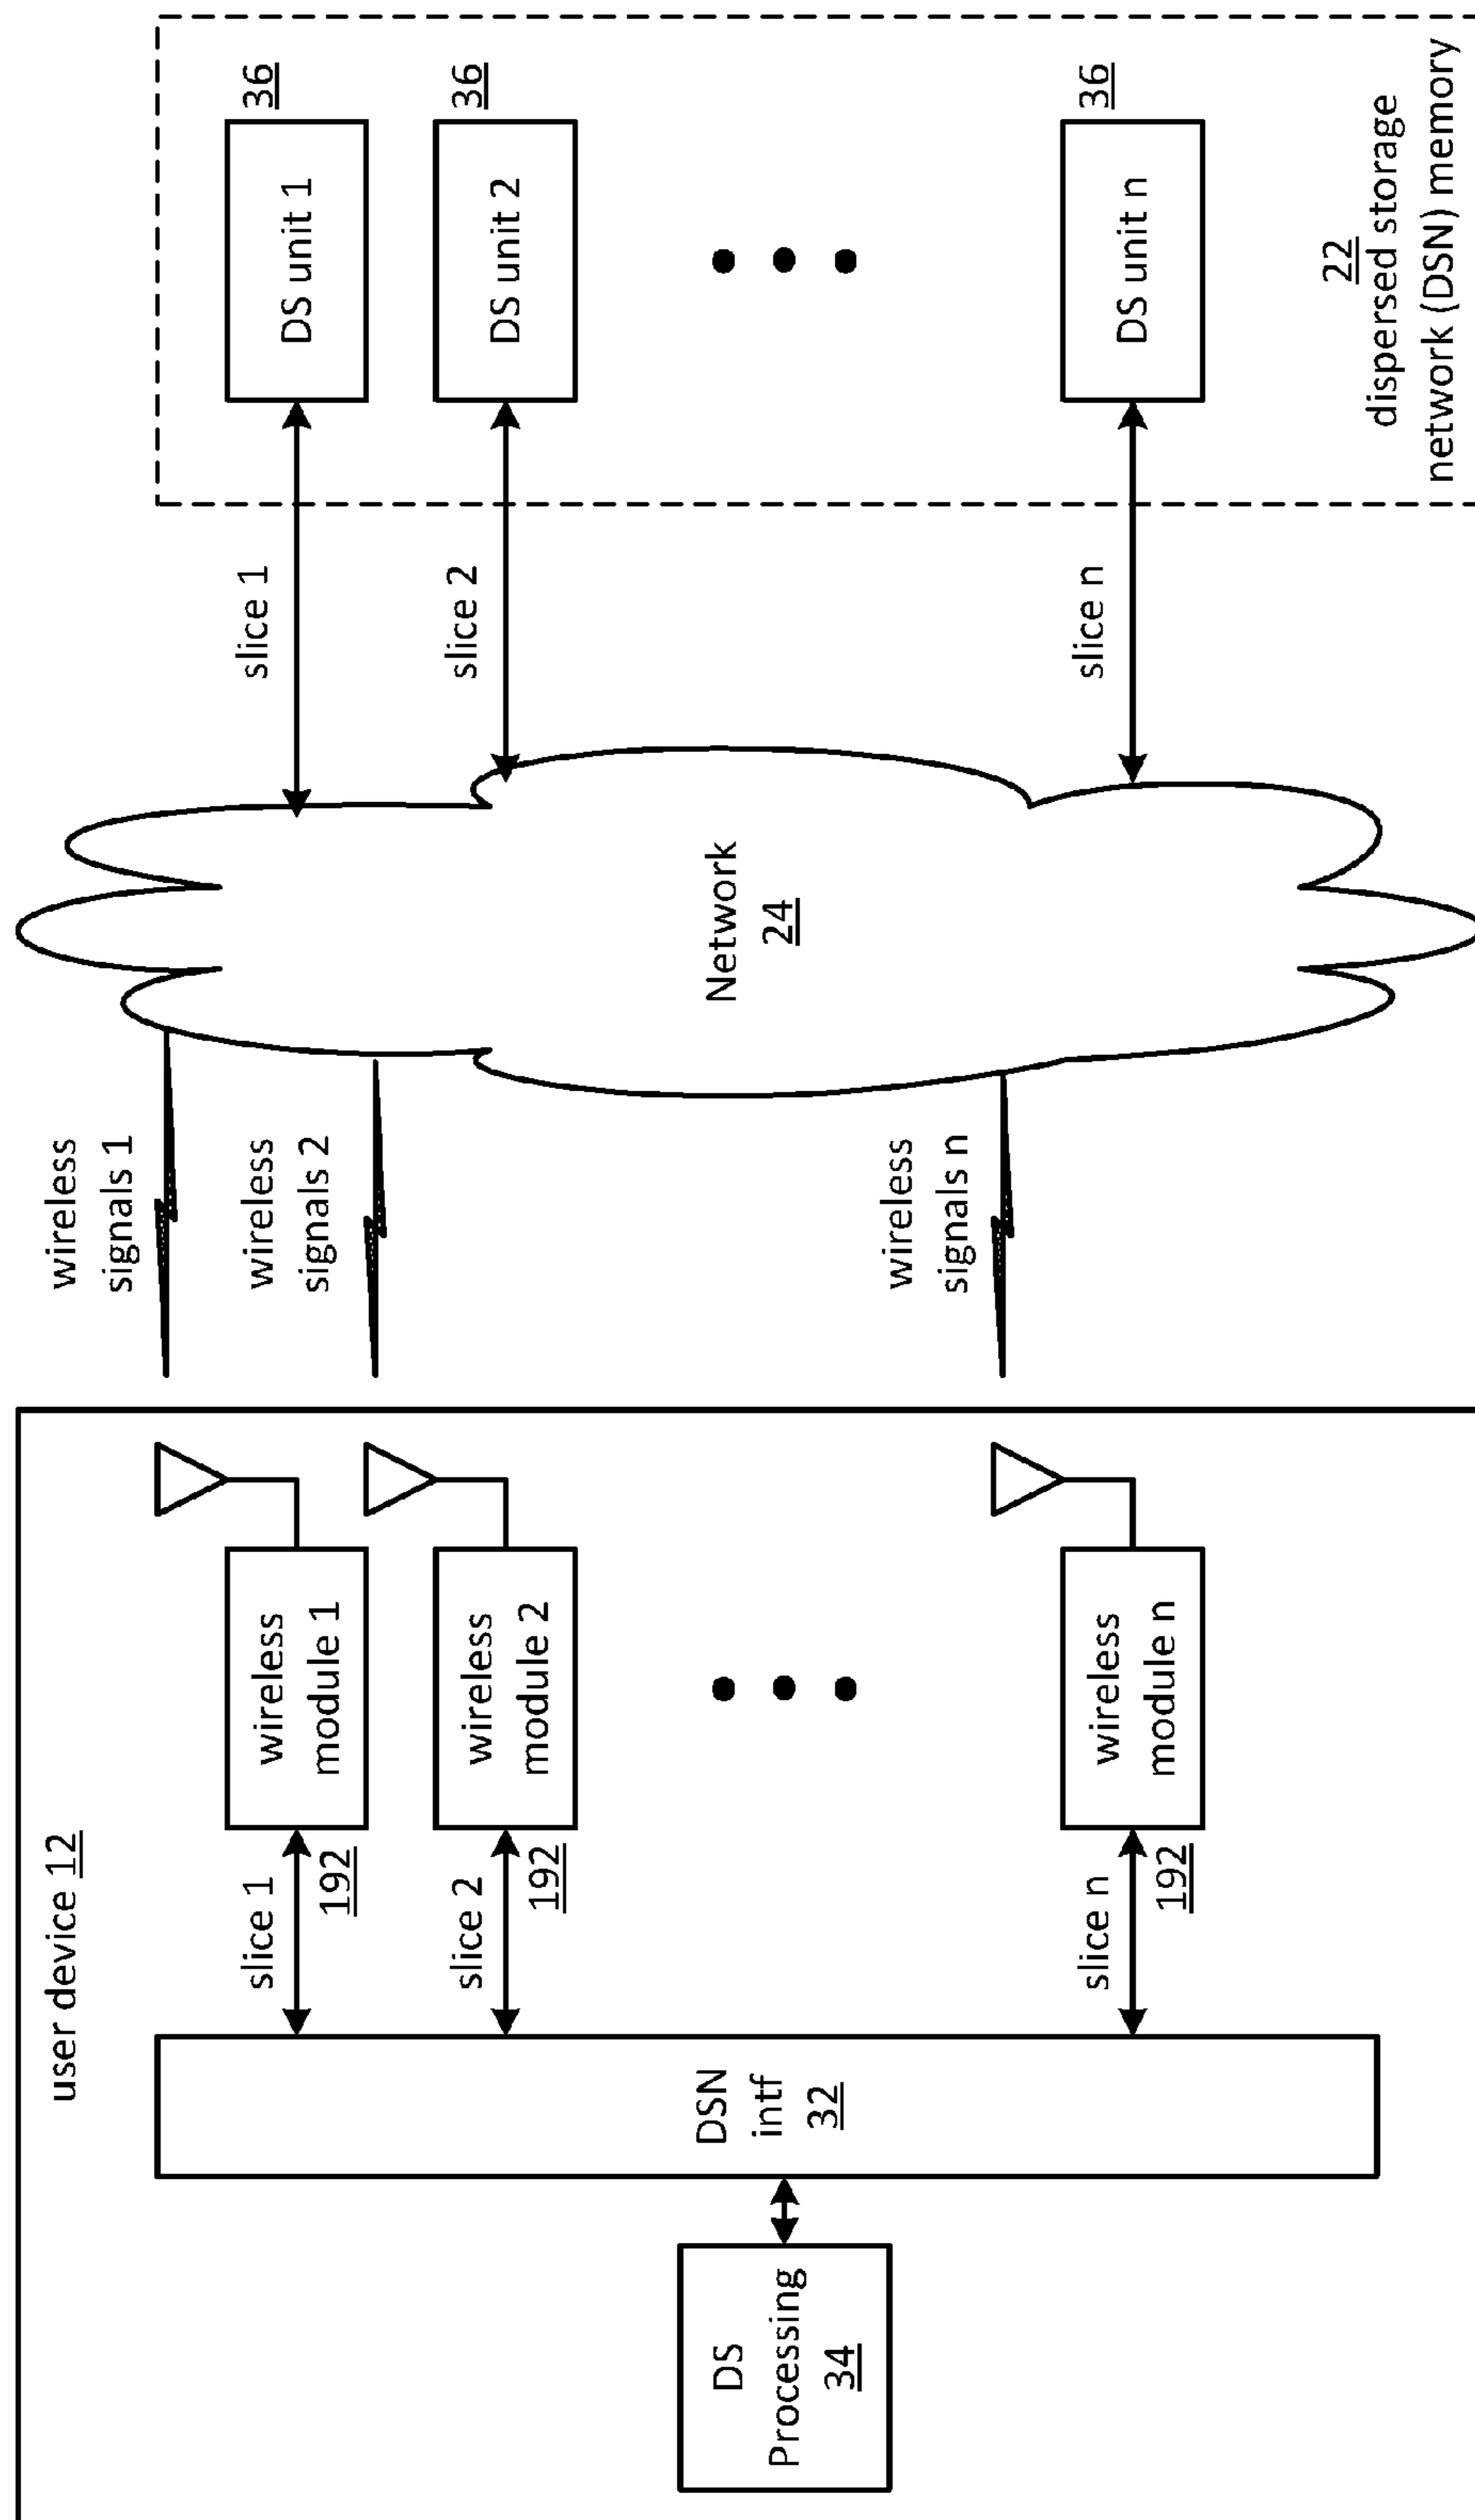 user device 12
DS
Processing
34
DSN
intf
32
slice 1
192
wireless
module 1
slice 2
192
wireless
module 2
slice n
192
wireless
module n
wireless
signals 1
wireless
signals 2
wireless
signals n
Network
24
slice 1
slice 2
slice n
DS unit 1
36
DS unit 2
36
DS unit n
36
22
dispersed storage
network (DSN) memory